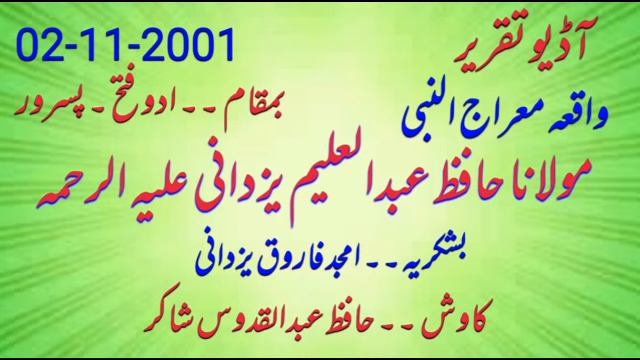 آڈیو تقریر 02-11-2001
واقعہ معراج النبی بمقام ۔۔ ادوفتح ۔ پسرور
مولانا حافظ عبدالعلیم یزدانی علیہ الرحمہ
بشکریہ ۔۔ امجد فاروق یزدانی
کاوش ۔۔ حافظ عبدالقدوس شاکر